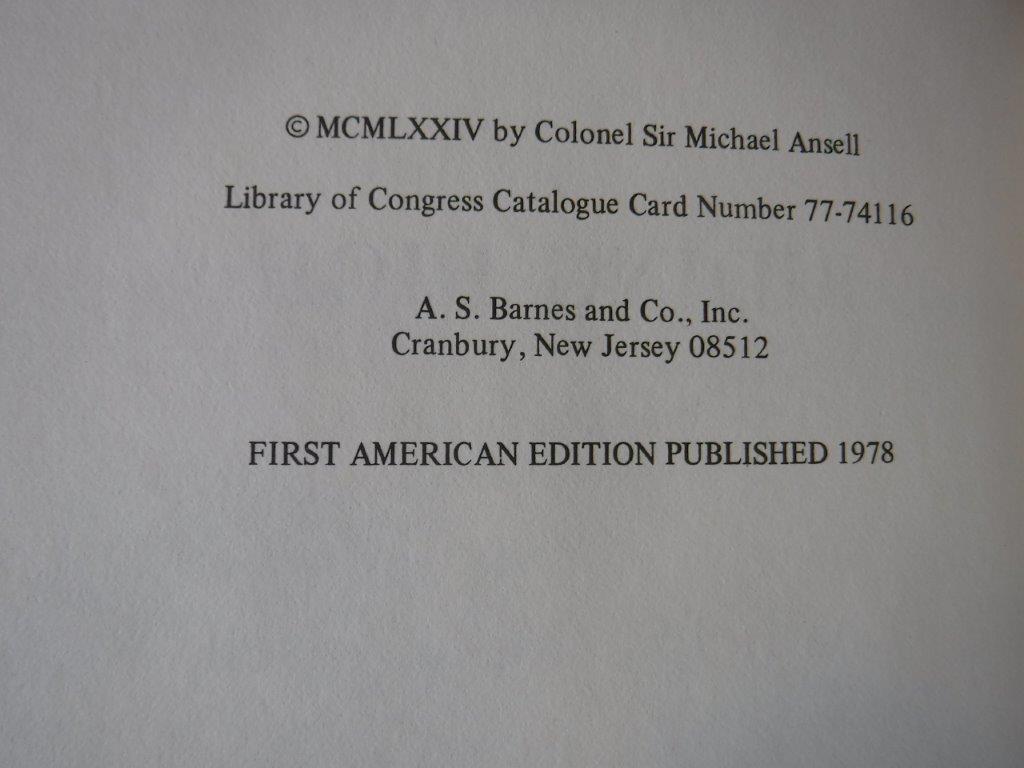 © MCMLXXIV by Colonel Sir Michael Ansell
Library of Congress Catalogue Card Number 77-74116
A. S. Barnes and Co., Inc.
Cranbury, New Jersey 08512
FIRST AMERICAN EDITION PUBLISHED 1978